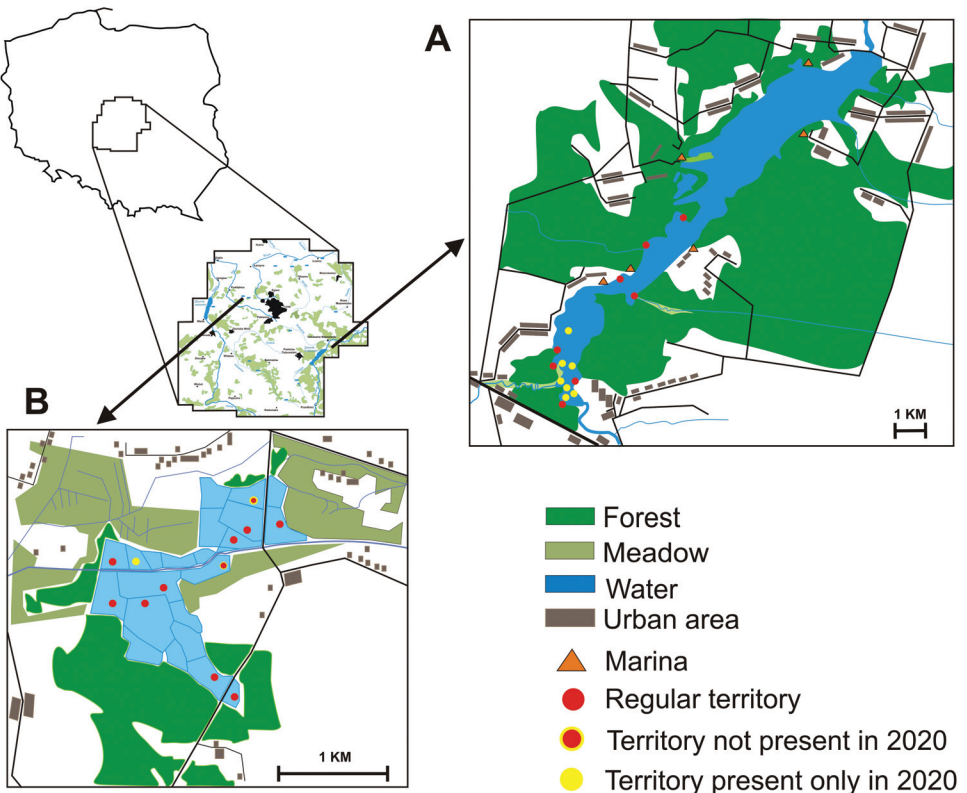 A
B
1 KM
1 KM
Forest
Meadow
Water
Urban area
Marina
Regular territory
Territory not present in 2020
Territory present only in 2020